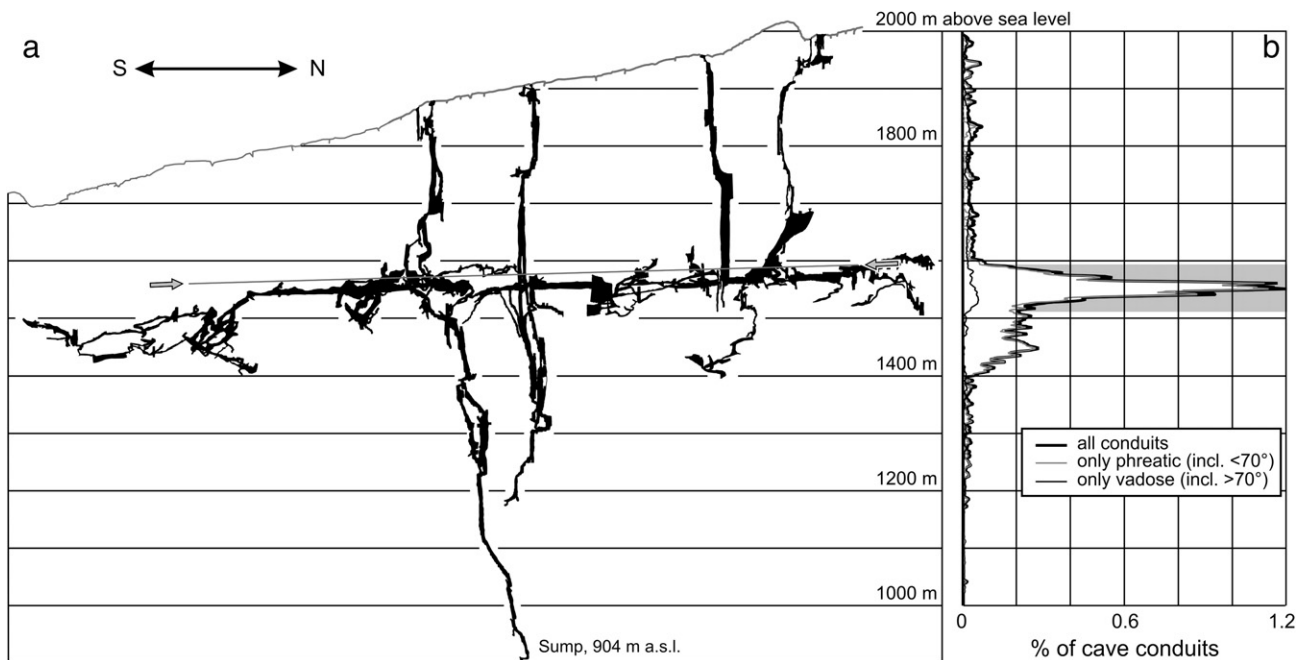 a
S N
2000 m above sea level
b
1800 m
1600 m
1400 m
1200 m
1000 m
Sump, 904 m a.s.l.
all conduits
only phreatic (incl. <70°)
only vadose (incl. >70°)
0 0.6 1.2
% of cave conduits